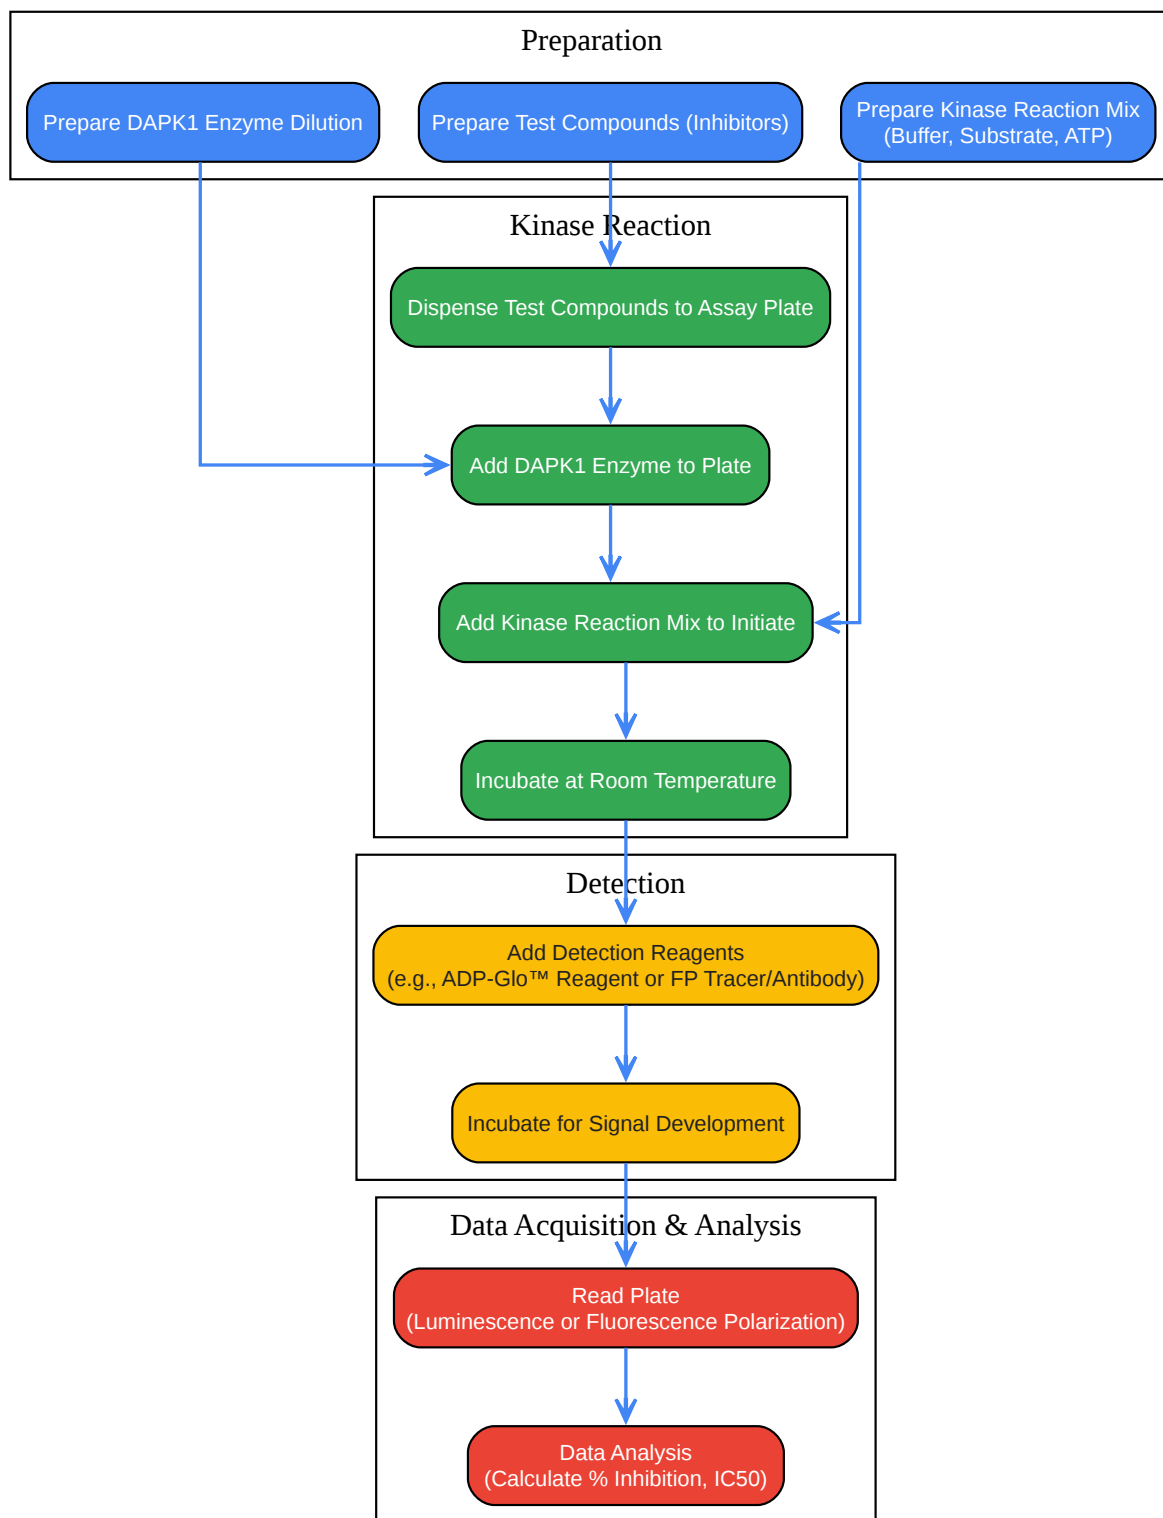 Preparation
Prepare DAPK1 Enzyme Dilution
Prepare Test Compounds (Inhibitors)
Prepare Kinase Reaction Mix
(Buffer, Substrate, ATP)
Kinase Reaction
Dispense Test Compounds to Assay Plate
Add DAPK1 Enzyme to Plate
Add Kinase Reaction Mix to Initiate
Incubate at Room Temperature
Detection
Add Detection Reagents
(e.g., ADP-Glo™ Reagent or FP Tracer/Antibody)
Incubate for Signal Development
Data Acquisition & Analysis
Read Plate
(Luminescence or Fluorescence Polarization)
Data Analysis
(Calculate % Inhibition, IC50)